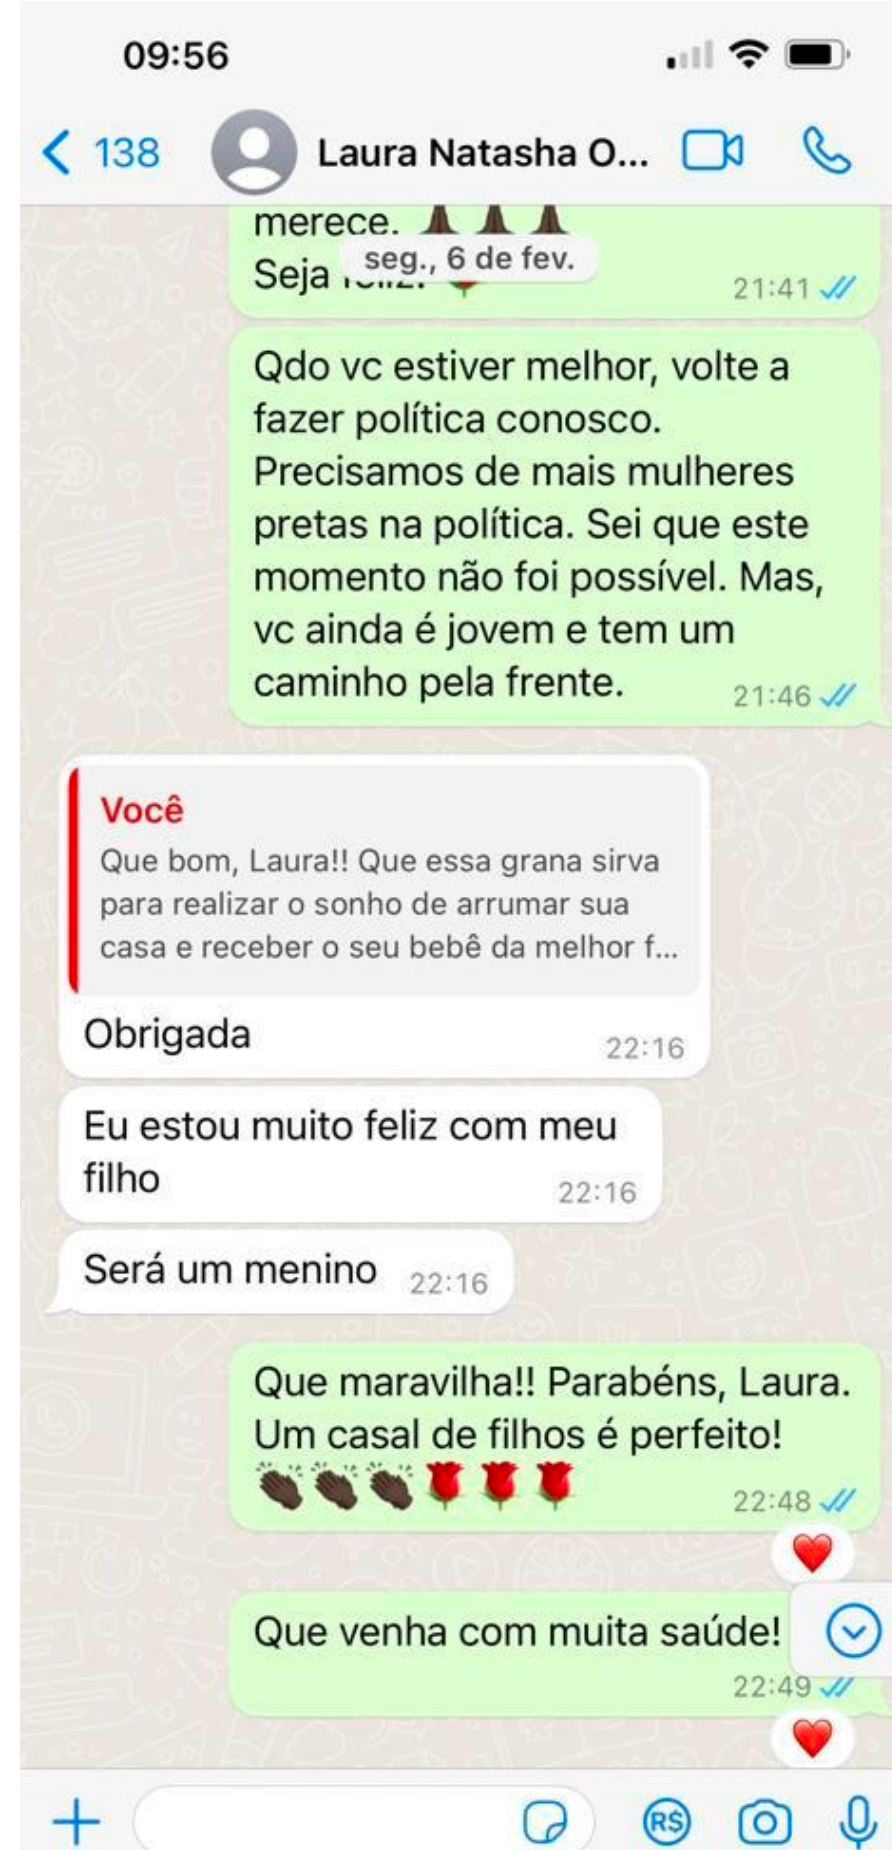 09:56
138
Laura Natasha O...
merece.
seg., 6 de fev.
Seja feliz!
21:41
Qdo vc estiver melhor, volte a
fazer política conosco.
Precisamos de mais mulheres
pretas na política. Sei que este
momento não foi possível. Mas,
vc ainda é jovem e tem um
caminho pela frente.
21:46
Você
Que bom, Laura!! Que essa grana sirva
para realizar o sonho de arrumar sua
casa e receber o seu bebê da melhor f...
Obrigada
22:16
Eu estou muito feliz com meu
filho
22:16
Será um menino
22:16
Que maravilha!! Parabéns, Laura.
Um casal de filhos é perfeito!
22:48
Que venha com muita saúde!
22:49
R$